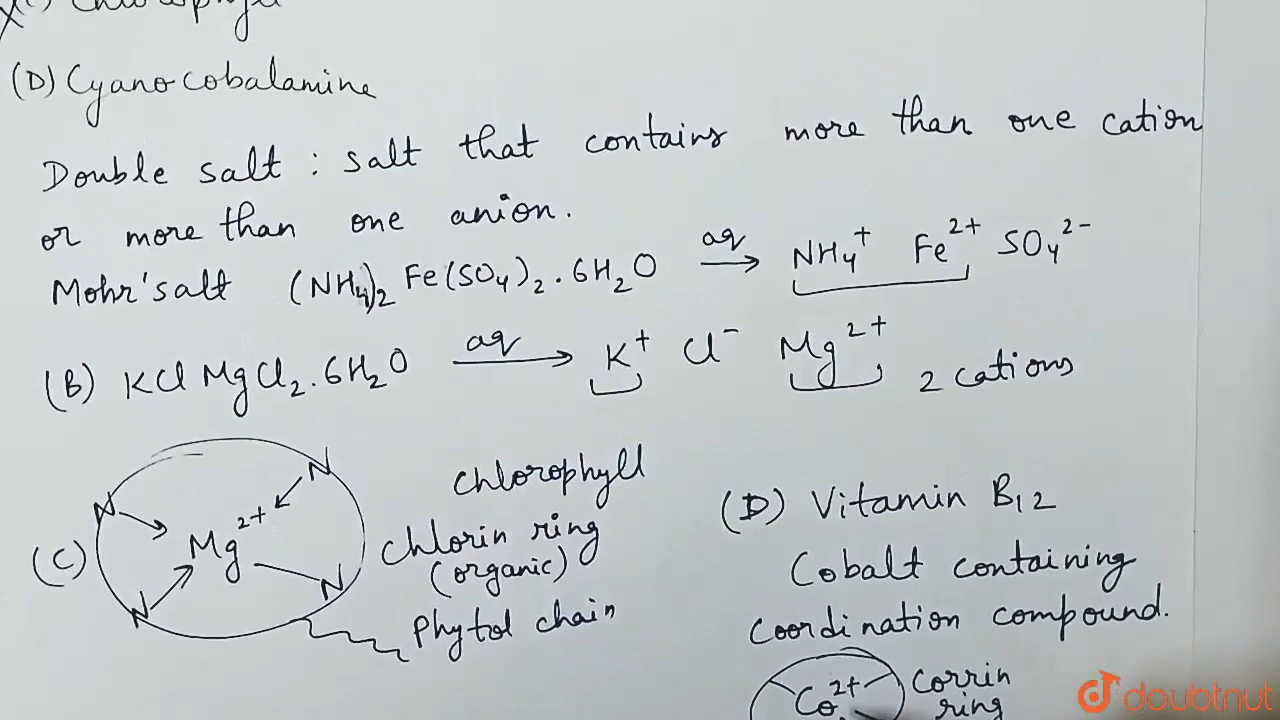 (C) Chlorophyll
(D) Cyanocobalamine
Double salt : salt that contains more than one cation
or more than one anion.
Mohr's salt (NH₄)₂ Fe(SO₄)₂ . 6H₂O aq → NH₄⁺ Fe²⁺ SO₄²⁻
(B) KCl MgCl₂ . 6H₂O aq → K⁺ Cl⁻ Mg²⁺ 2 cations
(C) N N Mg²⁺ N N
Chlorophyll
Chlorin ring
(organic)
Phytol chain
(D) Vitamin B₁₂
Cobalt containing
coordination compound.
Co²⁺ Corrin
ring
doubtnut